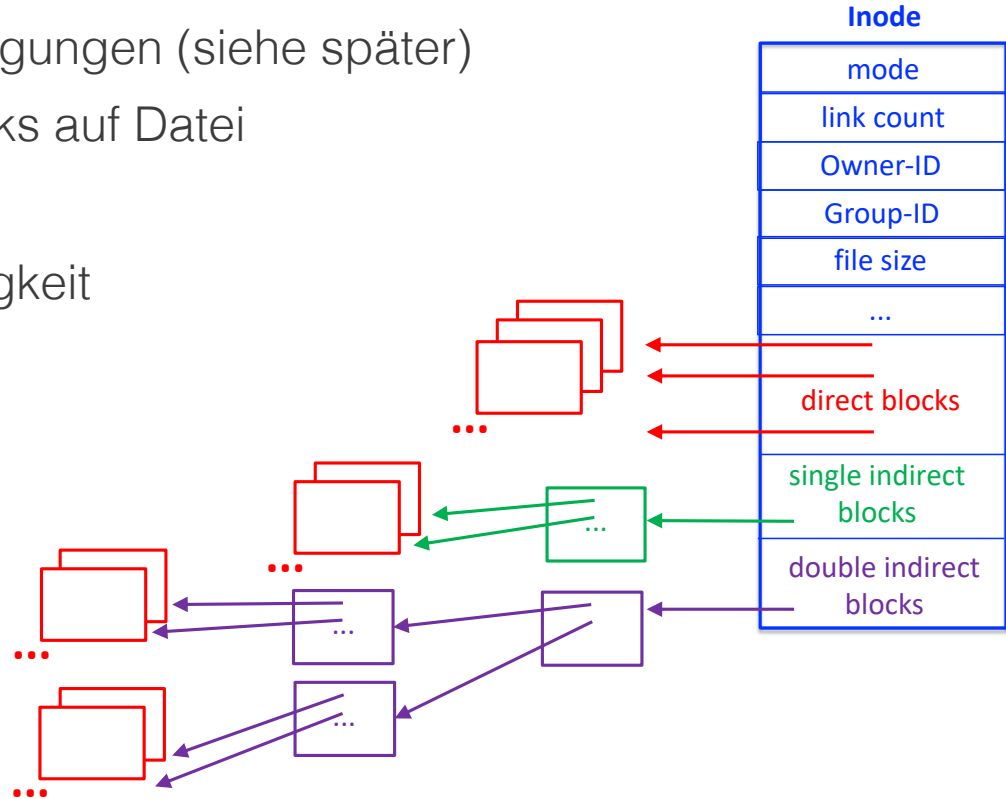 gungen (siehe später)
ks auf Datei
gkeit
Inode
mode
link count
Owner-ID
Group-ID
file size
...
direct blocks
single indirect
blocks
double indirect
blocks
...
...
...
...
...
...
...